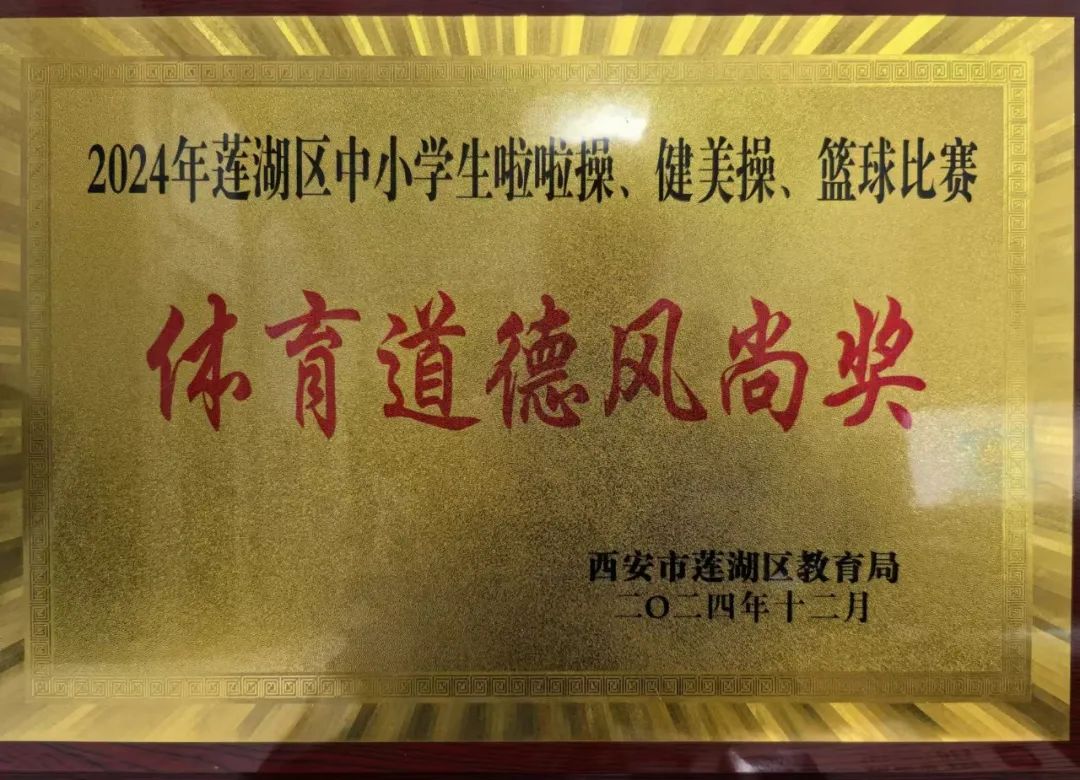 2024年莲湖区中小学生啦啦操、健美操、篮球比赛
体育道德风尚奖
西安市莲湖区教育局
二〇二四年十二月